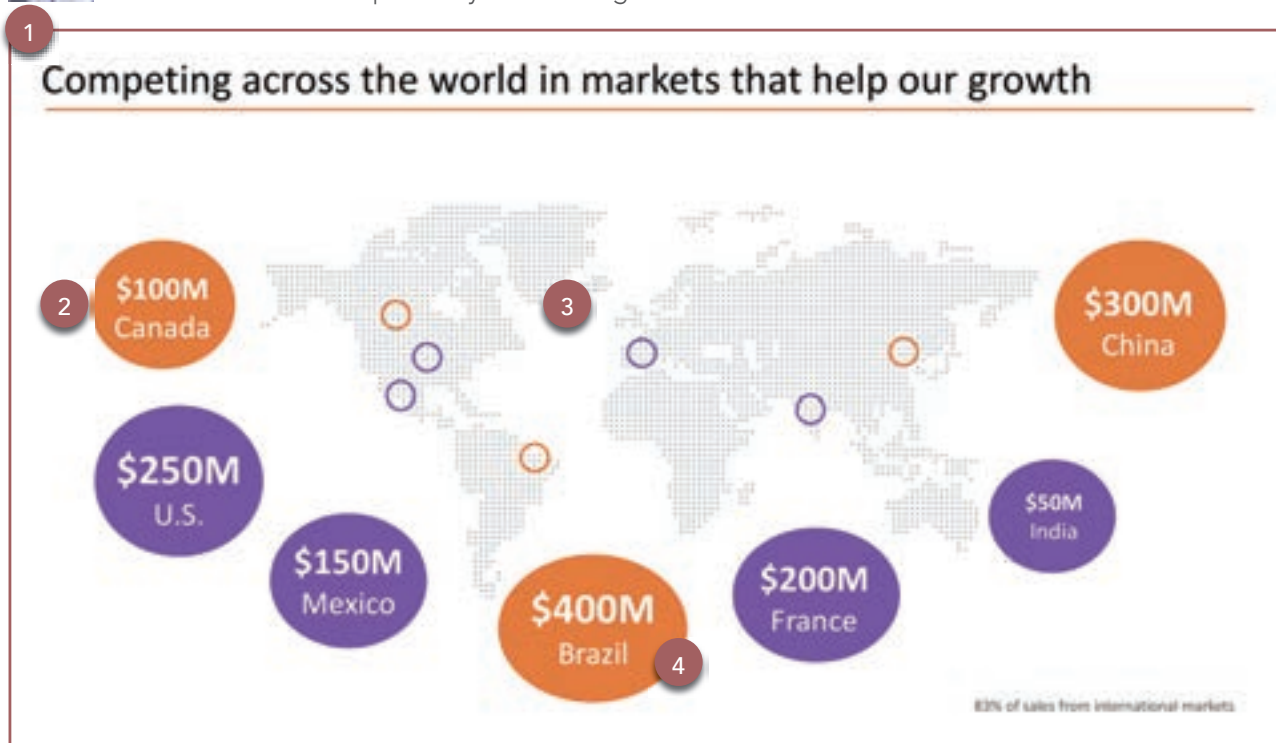 1
Competing across the world in markets that help our growth
2
$100M
Canada
3
$300M
China
$250M
U.S.
$50M
India
$150M
Mexico
$400M
Brazil
4
$200M
France
83% of sales from international markets